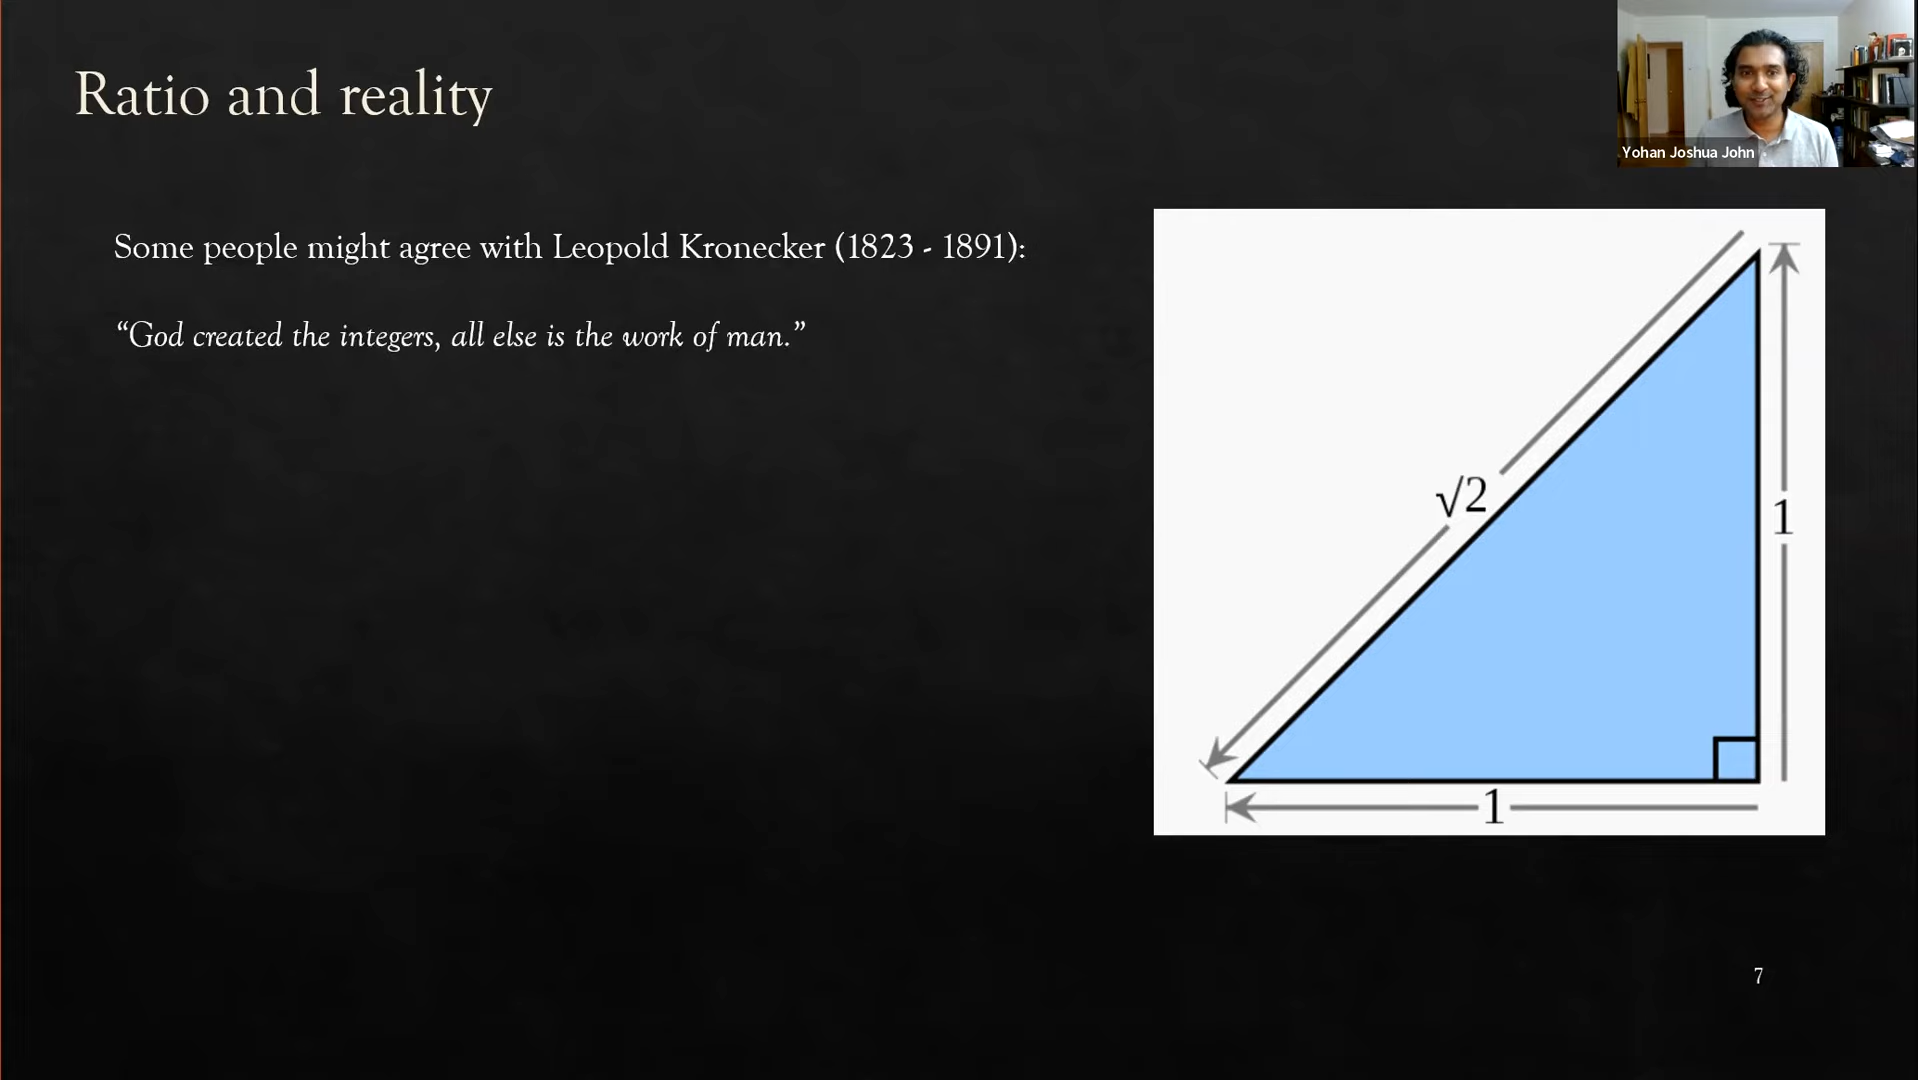 Ratio and reality
Yohan Joshua John
Some people might agree with Leopold Kronecker (1823 - 1891):
“God created the integers, all else is the work of man.”
√2
1
1
7